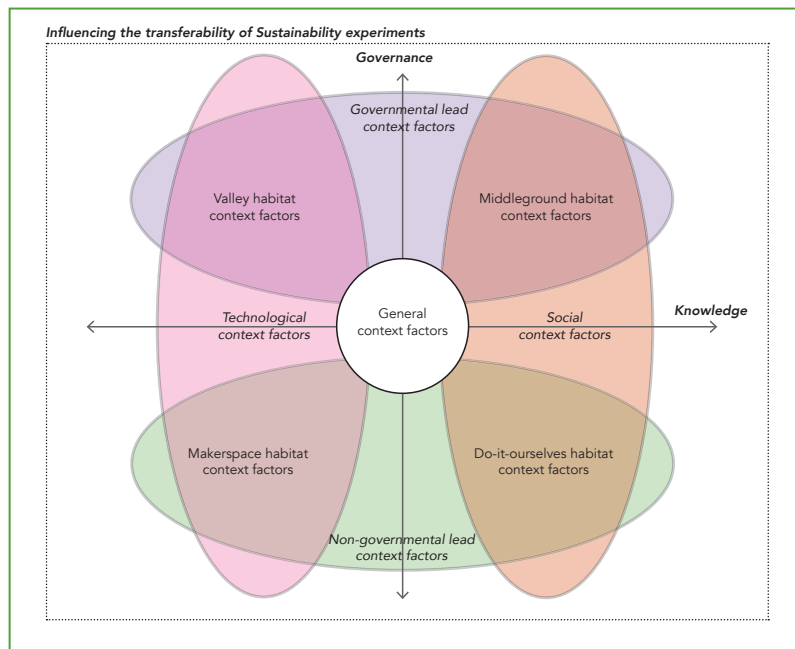 Influencing the transferability of Sustainability experiments
Governance
Governmental lead
context factors
Valley habitat
context factors
Middleground habitat
context factors
General
context factors
Technological
context factors
Social
context factors
Knowledge
Makerspace habitat
context factors
Do-it-ourselves habitat
context factors
Non-governmental lead
context factors